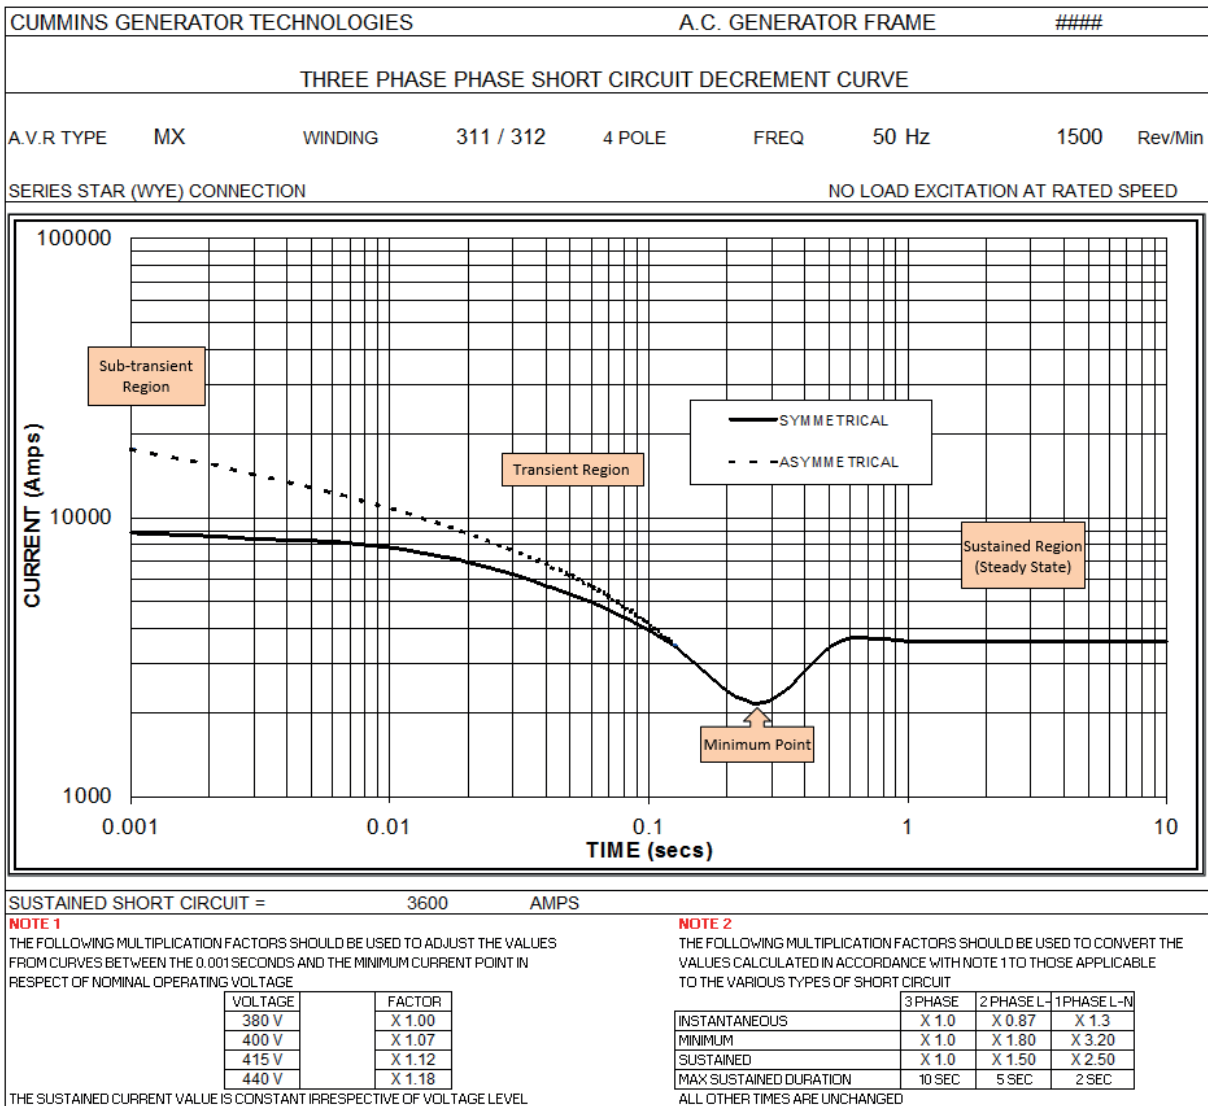 CUMMINS GENERATOR TECHNOLOGIES A.C. GENERATOR FRAME ####
THREE PHASE PHASE SHORT CIRCUIT DECREMENT CURVE
A.V.R TYPE MX WINDING 311 / 312 4 POLE FREQ 50 Hz 1500 Rev/Min
SERIES STAR (WYE) CONNECTION NO LOAD EXCITATION AT RATED SPEED
100000
Sub-transient
Region
SYMMETRICAL
ASYMMETRICAL
Transient Region
CURRENT (Amps)
10000
Sustained Region
(Steady State)
Minimum Point
1000
0.001 0.01 0.1 1 10
TIME (secs)
SUSTAINED SHORT CIRCUIT = 3600 AMPS
NOTE 1
THE FOLLOWING MULTIPLICATION FACTORS SHOULD BE USED TO ADJUST THE VALUES
FROM CURVES BETWEEN THE 0.001 SECONDS AND THE MINIMUM CURRENT POINT IN
RESPECT OF NOMINAL OPERATING VOLTAGE
VOLTAGE FACTOR
380 V X 1.00
400 V X 1.07
415 V X 1.12
440 V X 1.18
THE SUSTAINED CURRENT VALUE IS CONSTANT IRRESPECTIVE OF VOLTAGE LEVEL
NOTE 2
THE FOLLOWING MULTIPLICATION FACTORS SHOULD BE USED TO CONVERT THE
VALUES CALCULATED IN ACCORDANCE WITH NOTE 1 TO THOSE APPLICABLE
TO THE VARIOUS TYPES OF SHORT CIRCUIT
3 PHASE 2 PHASE L- 1 PHASE L-N
INSTANTANEOUS X 1.0 X 0.87 X 1.3
MINIMUM X 1.0 X 1.80 X 3.20
SUSTAINED X 1.0 X 1.50 X 2.50
MAX SUSTAINED DURATION 10 SEC 5 SEC 2 SEC
ALL OTHER TIMES ARE UNCHANGED